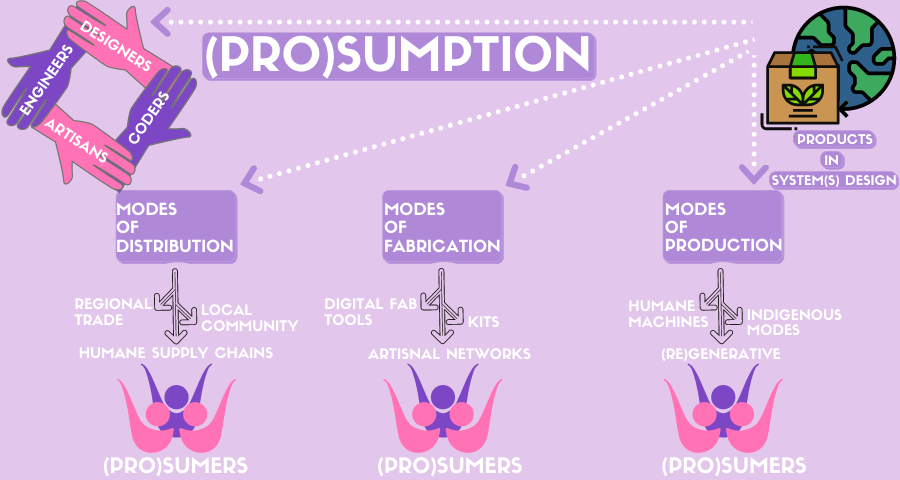 (PRO)SUMPTION
DESIGNERS
ENGINEERS
CODERS
ARTISANS
PRODUCTS
IN
SYSTEM(S) DESIGN
MODES
OF
DISTRIBUTION
REGIONAL
TRADE
LOCAL
COMMUNITY
HUMANE SUPPLY CHAINS
(PRO)SUMERS
MODES
OF
FABRICATION
DIGITAL FAB
TOOLS
KITS
ARTISNAL NETWORKS
(PRO)SUMERS
MODES
OF
PRODUCTION
HUMANE
MACHINES
INDIGENOUS
MODES
(RE)GENERATIVE
(PRO)SUMERS